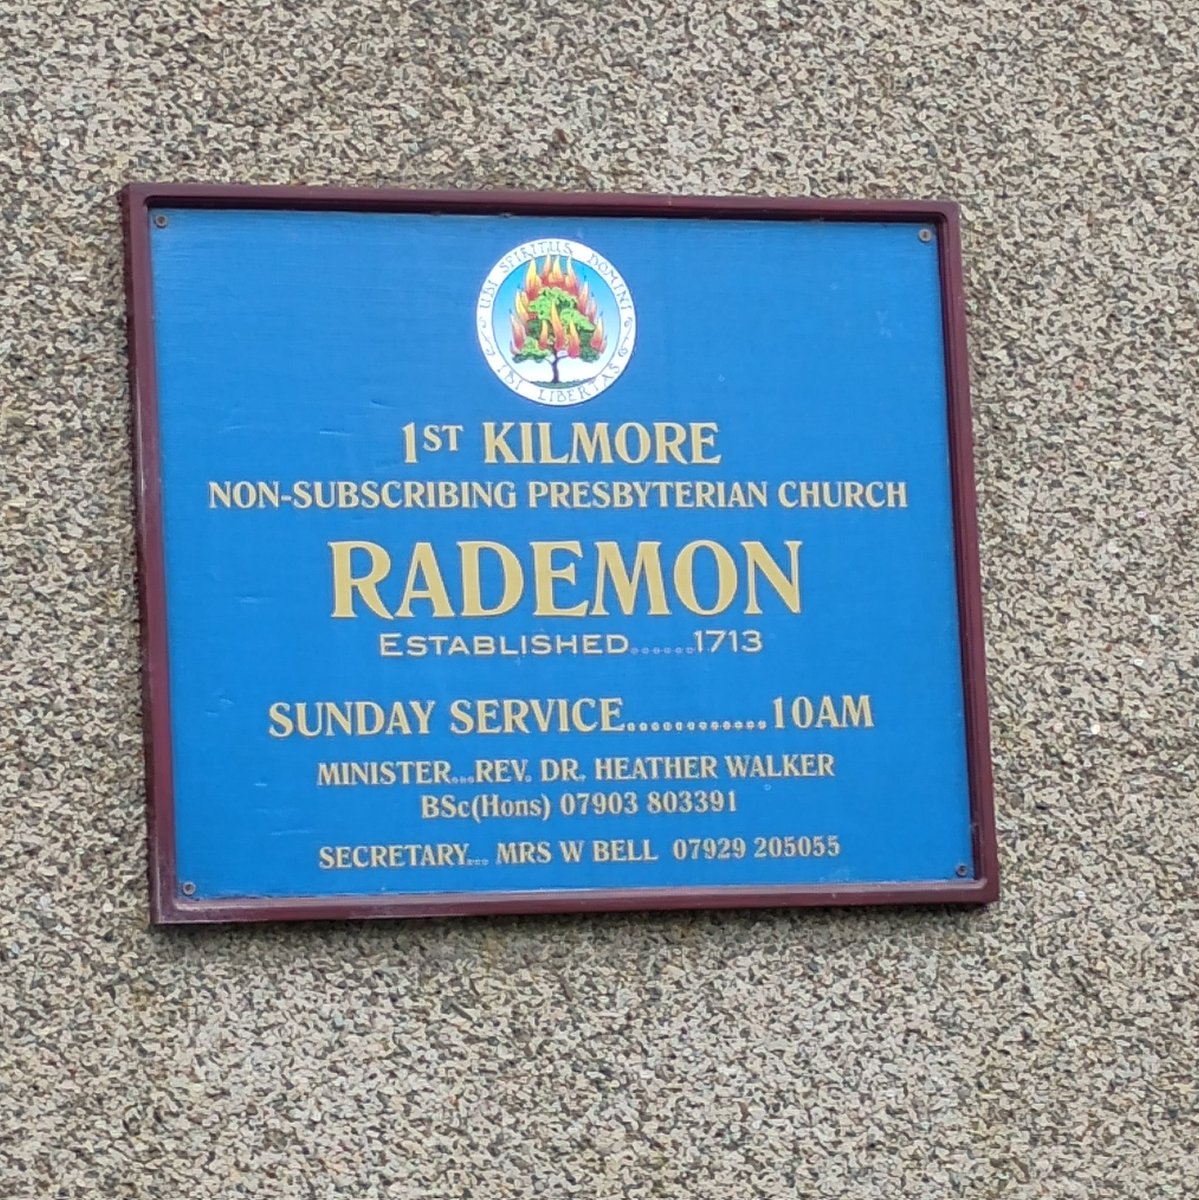 UBI SPIRITUS DOMINI
IBI LIBERTAS
1ST KILMORE
NON-SUBSCRIBING PRESBYTERIAN CHURCH
RADEMON
ESTABLISHED......1713
SUNDAY SERVICE............10AM
MINISTER....REV. DR. HEATHER WALKER
BSc(Hons) 07903 803391
SECRETARY.... MRS W BELL 07929 205055